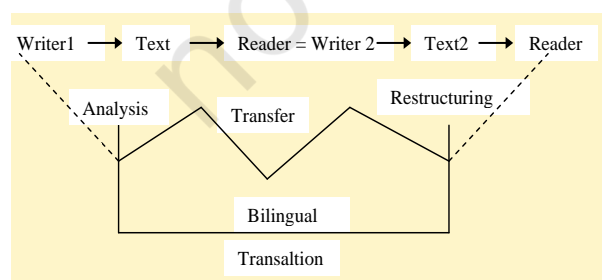 Writer1 → Text → Reader = Writer 2 → Text2 → Reader
Analysis
Transfer
Restructuring
Bilingual
Transaltion